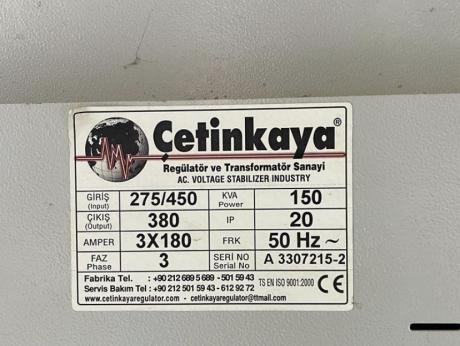 Çetinkaya®
Regülatör ve Transformatör Sanayi
AC. VOLTAGE STABILIZER INDUSTRY
GİRİŞ (Input) 275/450 KVA Power 150
ÇIKIŞ (Output) 380 IP 20
AMPER 3X180 FRK 50 Hz ~
FAZ Phase 3 SERİ NO Serial No A 3307215-2
Fabrika Tel. : +90 212 689 5 689 - 501 59 43
Servis Bakım Tel : +90 212 501 59 43 - 612 92 72
TS EN ISO 9001:2000 CE
www.cetinkayaregulator.com - cetinkayaregulator@ttmail.com